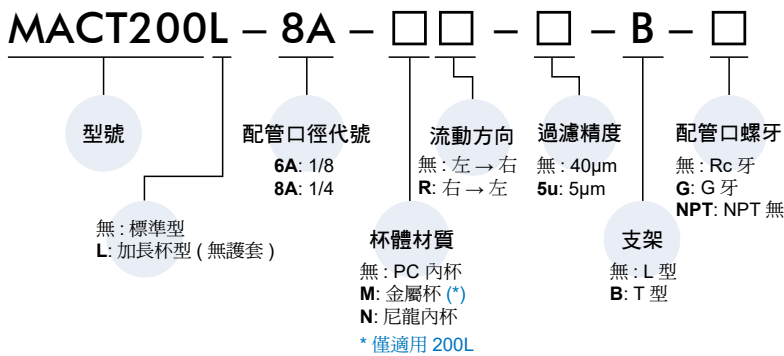 MACT200L – 8A – □□ – □ – B – □
型號
無 : 標準型
L: 加長杯型 ( 無護套 )
配管口徑代號
6A: 1/8
8A: 1/4
杯體材質
無 : PC 內杯
M: 金屬杯 (*)
N: 尼龍內杯
* 僅適用 200L
流動方向
無 : 左 → 右
R: 右 → 左
過濾精度
無 : 40μm
5u: 5μm
支架
無 : L 型
B: T 型
配管口螺牙
無 : Rc 牙
G: G 牙
NPT: NPT 無